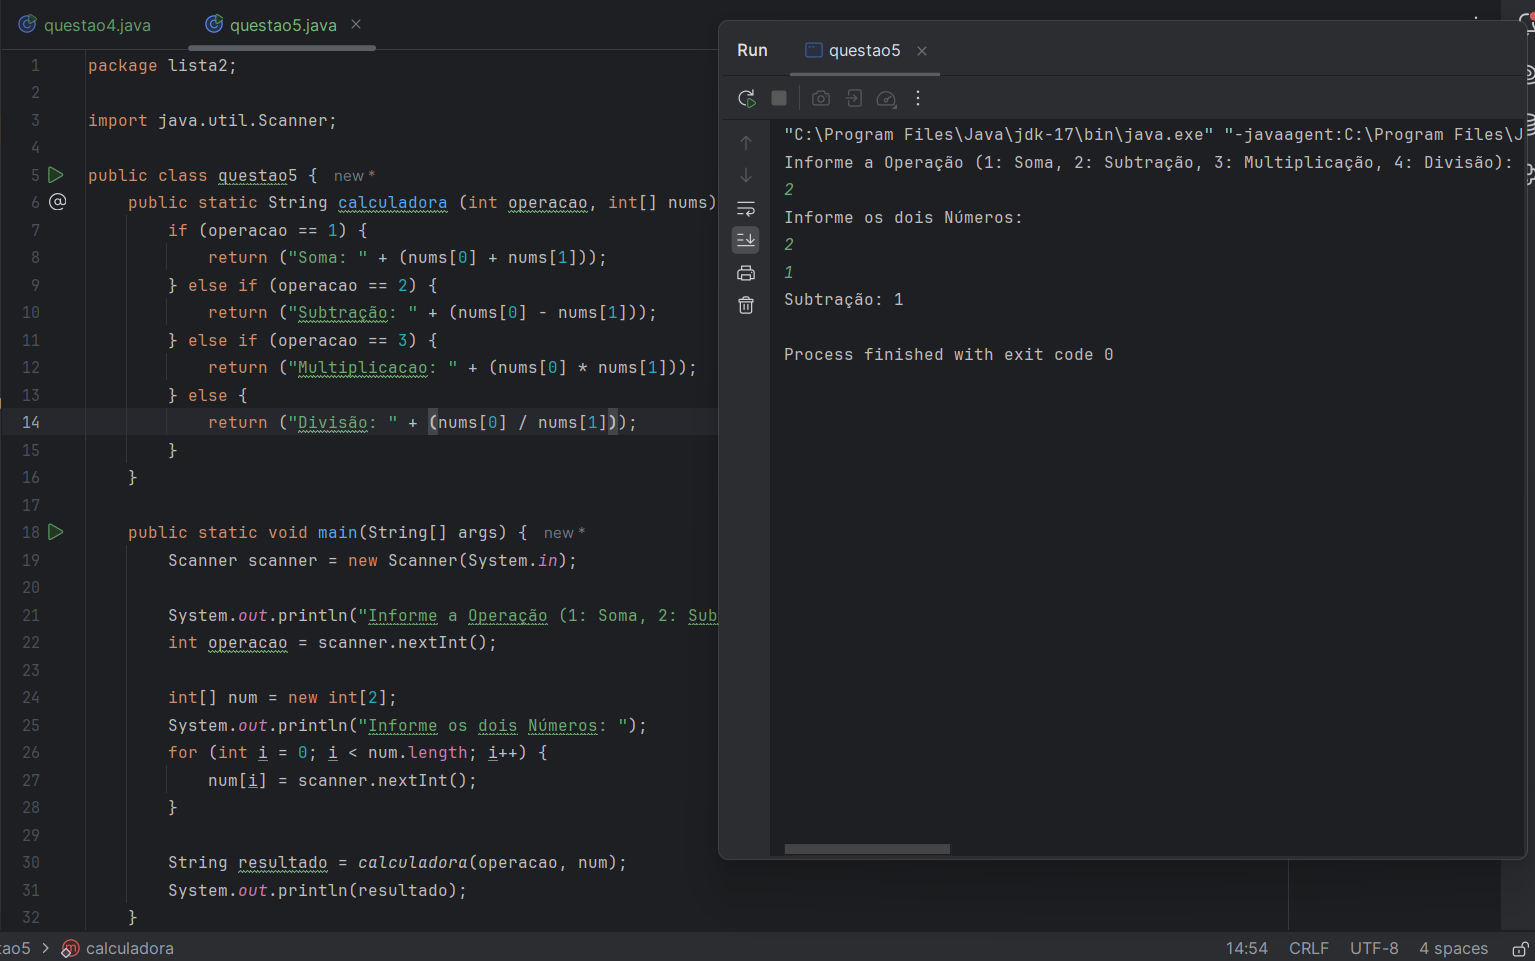 questao4.java
questao5.java
1 package lista2;
2
3 import java.util.Scanner;
4
5 public class questao5 { new *
6 public static String calculadora (int operacao, int[] nums)
7 if (operacao == 1) {
8 return ("Soma: " + (nums[0] + nums[1]));
9 } else if (operacao == 2) {
10 return ("Subtração: " + (nums[0] - nums[1]));
11 } else if (operacao == 3) {
12 return ("Multiplicacao: " + (nums[0] * nums[1]));
13 } else {
14 return ("Divisão: " + (nums[0] / nums[1]));
15 }
16 }
17
18 public static void main(String[] args) { new *
19 Scanner scanner = new Scanner(System.in);
20
21 System.out.println("Informe a Operação (1: Soma, 2: Sub
22 int operacao = scanner.nextInt();
23
24 int[] num = new int[2];
25 System.out.println("Informe os dois Números: ");
26 for (int i = 0; i < num.length; i++) {
27 num[i] = scanner.nextInt();
28 }
29
30 String resultado = calculadora(operacao, num);
31 System.out.println(resultado);
32 }
Run
questao5
"C:\Program Files\Java\jdk-17\bin\java.exe" "-javaagent:C:\Program Files\J
Informe a Operação (1: Soma, 2: Subtração, 3: Multiplicação, 4: Divisão):
2
Informe os dois Números:
2
1
Subtração: 1
Process finished with exit code 0
tao5 > calculadora
14:54 CRLF UTF-8 4 spaces